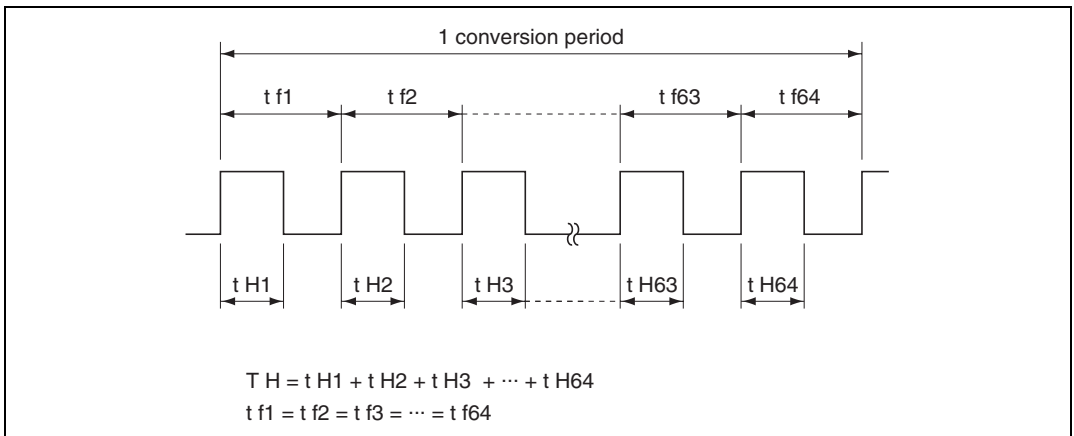 1 conversion period
t f1 t f2 t f63 t f64
t H1 t H2 t H3 t H63 t H64
T H = t H1 + t H2 + t H3 + ··· + t H64
t f1 = t f2 = t f3 = ··· = t f64